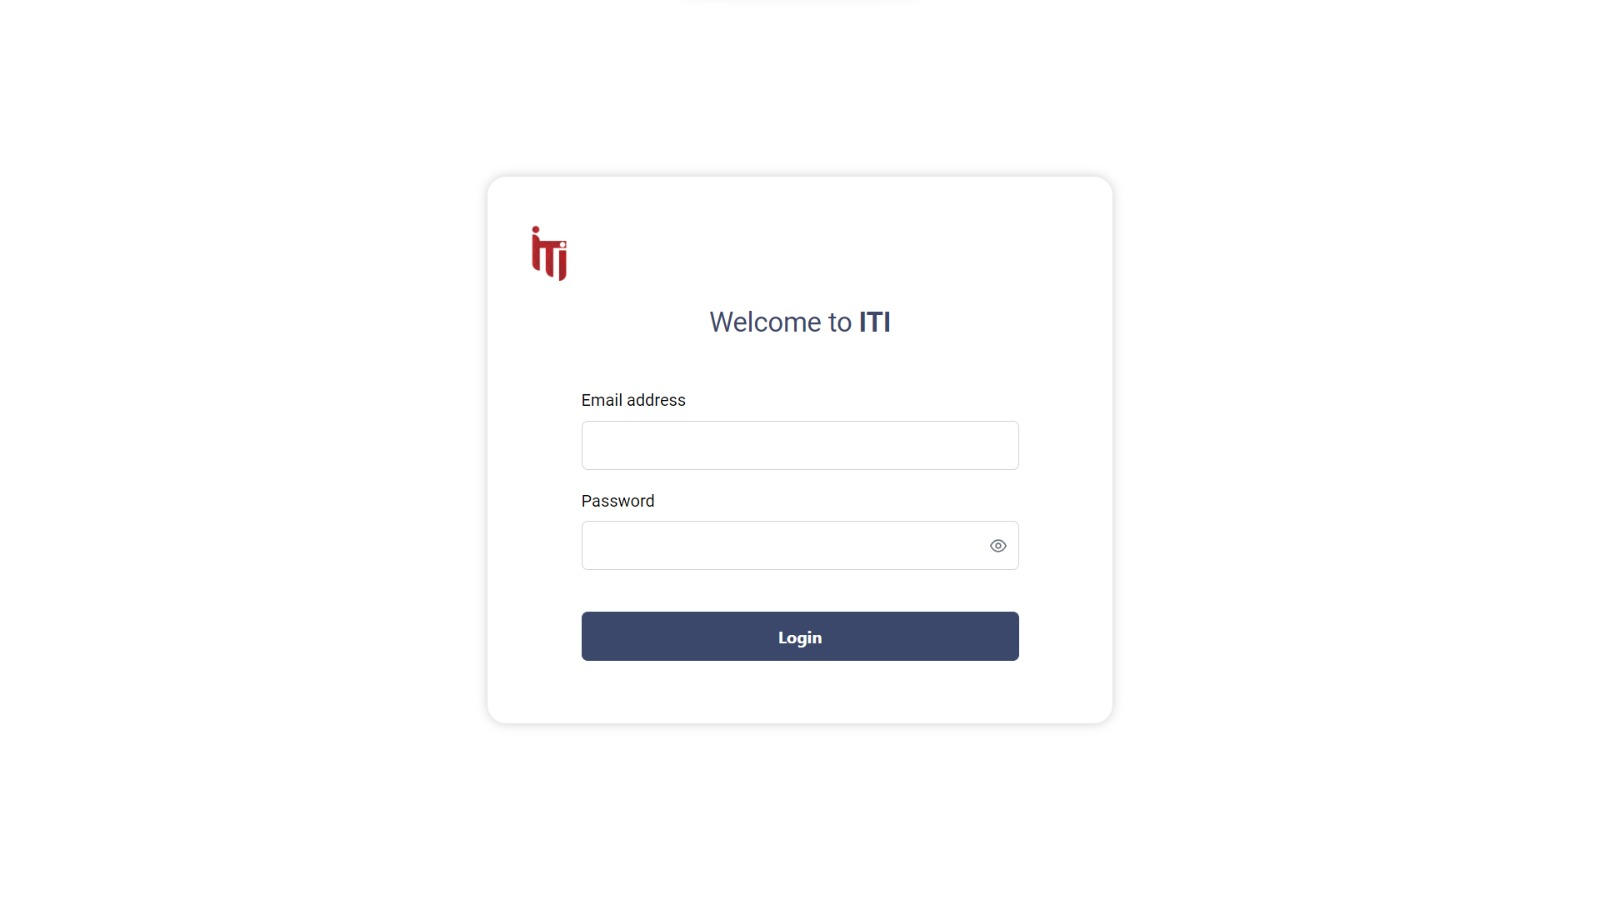 iTi
Welcome to ITI
Email address
Password
Login